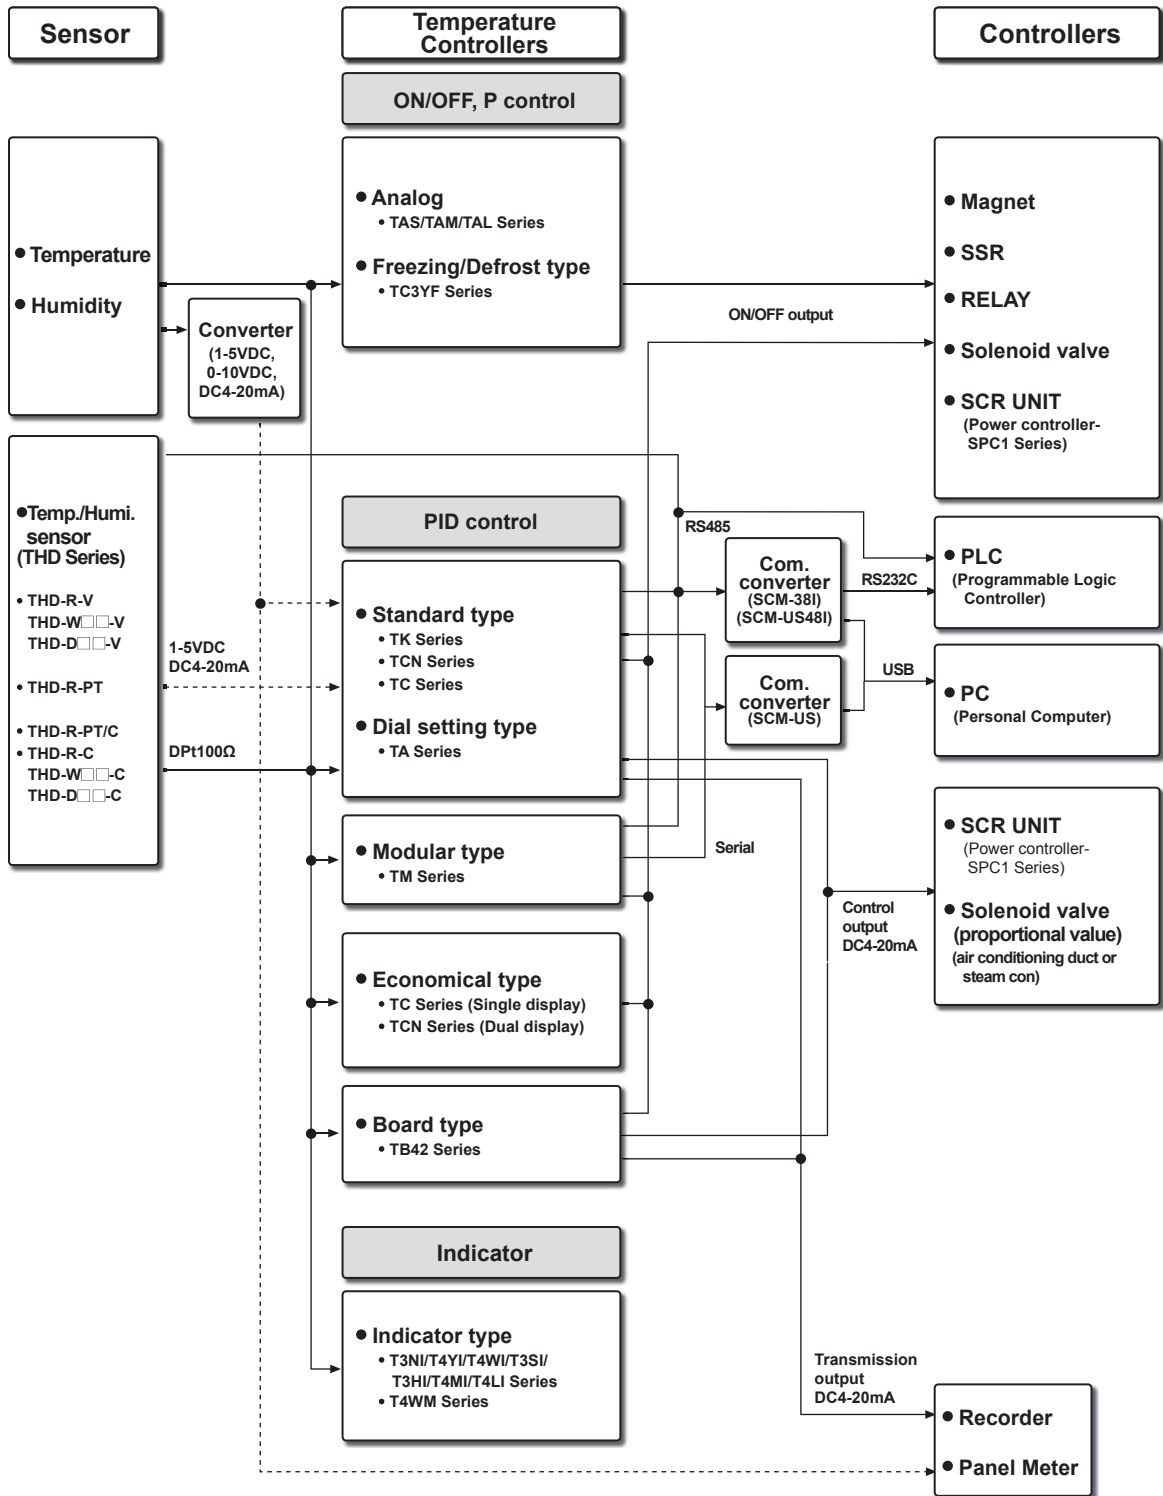 Sensor
Temperature
Controllers
Controllers
ON/OFF, P control
• Temperature
• Humidity
Converter
(1-5VDC,
0-10VDC,
DC4-20mA)
• Analog
• TAS/TAM/TAL Series
• Freezing/Defrost type
• TC3YF Series
ON/OFF output
• Magnet
• SSR
• RELAY
• Solenoid valve
• SCR UNIT
(Power controller-
SPC1 Series)
•Temp./Humi.
sensor
(THD Series)
• THD-R-V
THD-W□□-V
THD-D□□-V
• THD-R-PT
• THD-R-PT/C
• THD-R-C
THD-W□□-C
THD-D□□-C
1-5VDC
DC4-20mA
DPt100Ω
PID control
• Standard type
• TK Series
• TCN Series
• TC Series
• Dial setting type
• TA Series
RS485
Com.
converter
(SCM-38I)
(SCM-US48I)
RS232C
• PLC
(Programmable Logic
Controller)
Com.
converter
(SCM-US)
USB
• PC
(Personal Computer)
• Modular type
• TM Series
Serial
Control
output
DC4-20mA
• SCR UNIT
(Power controller-
SPC1 Series)
• Solenoid valve
(proportional value)
(air conditioning duct or
steam con)
• Economical type
• TC Series (Single display)
• TCN Series (Dual display)
• Board type
• TB42 Series
Indicator
• Indicator type
• T3NI/T4YI/T4WI/T3SI/
T3HI/T4MI/T4LI Series
• T4WM Series
Transmission
output
DC4-20mA
• Recorder
• Panel Meter